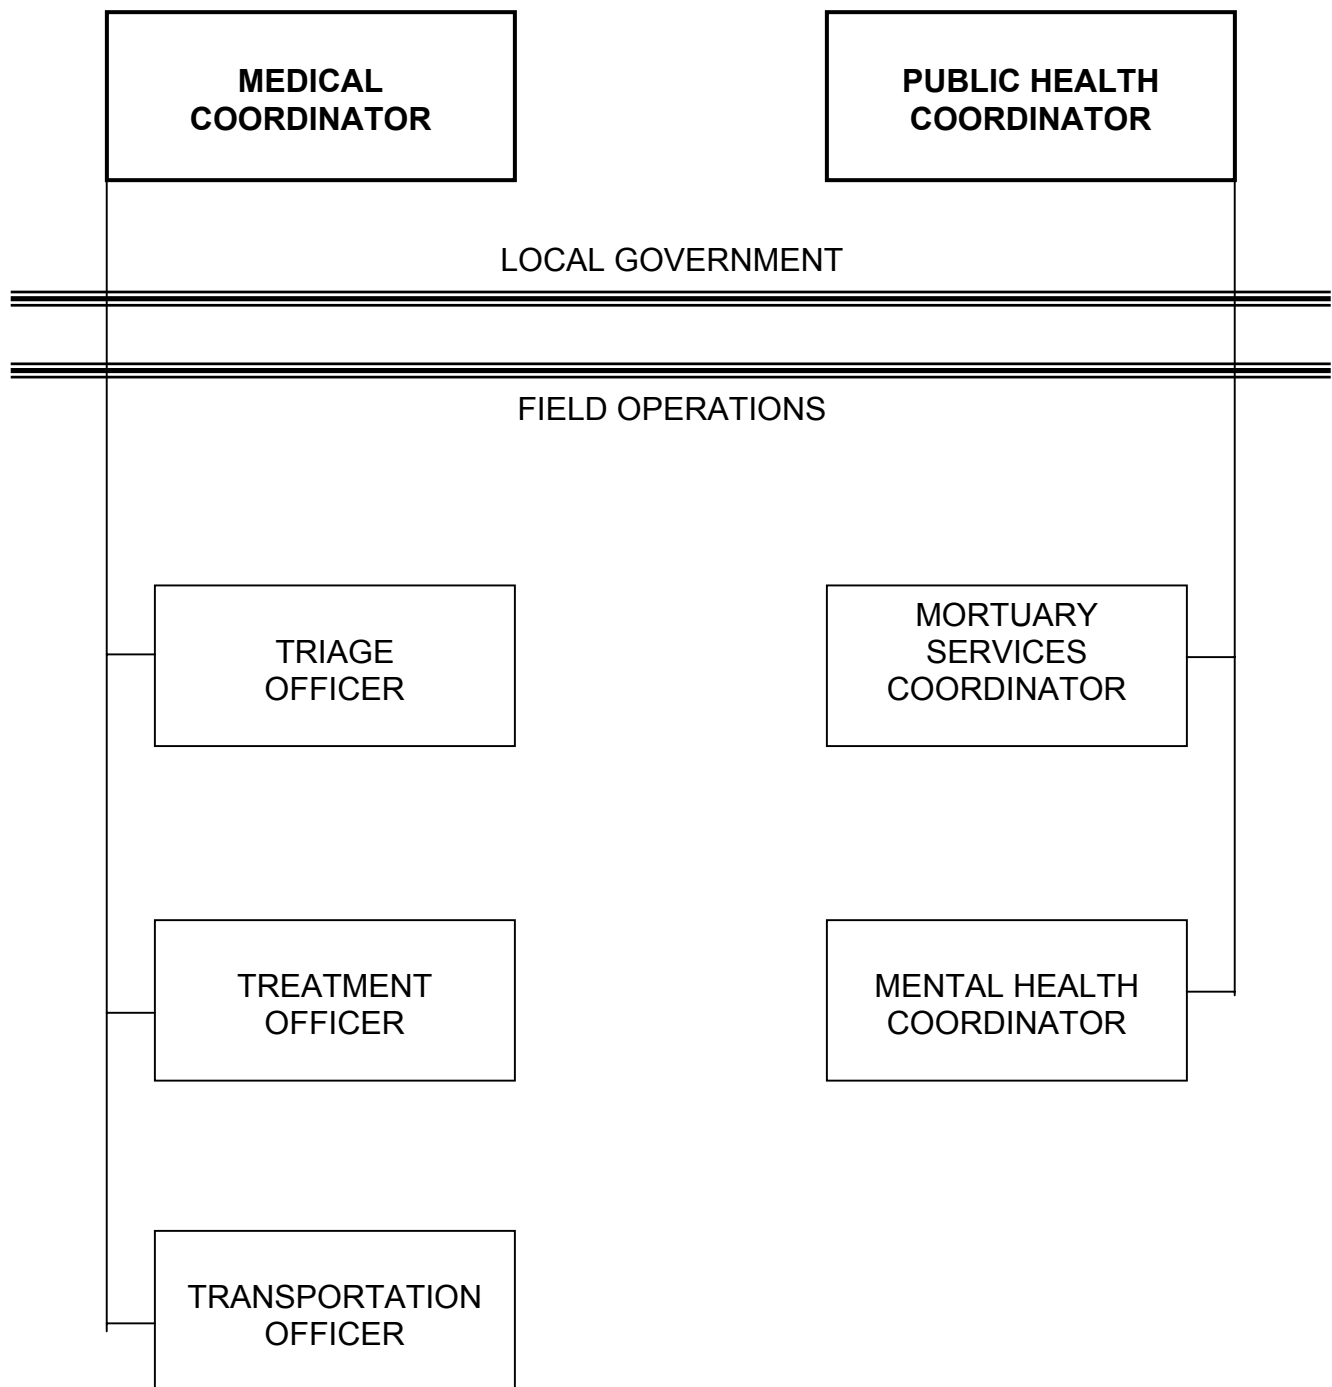 MEDICAL
COORDINATOR
PUBLIC HEALTH
COORDINATOR
LOCAL GOVERNMENT
FIELD OPERATIONS
TRIAGE
OFFICER
MORTUARY
SERVICES
COORDINATOR
TREATMENT
OFFICER
MENTAL HEALTH
COORDINATOR
TRANSPORTATION
OFFICER